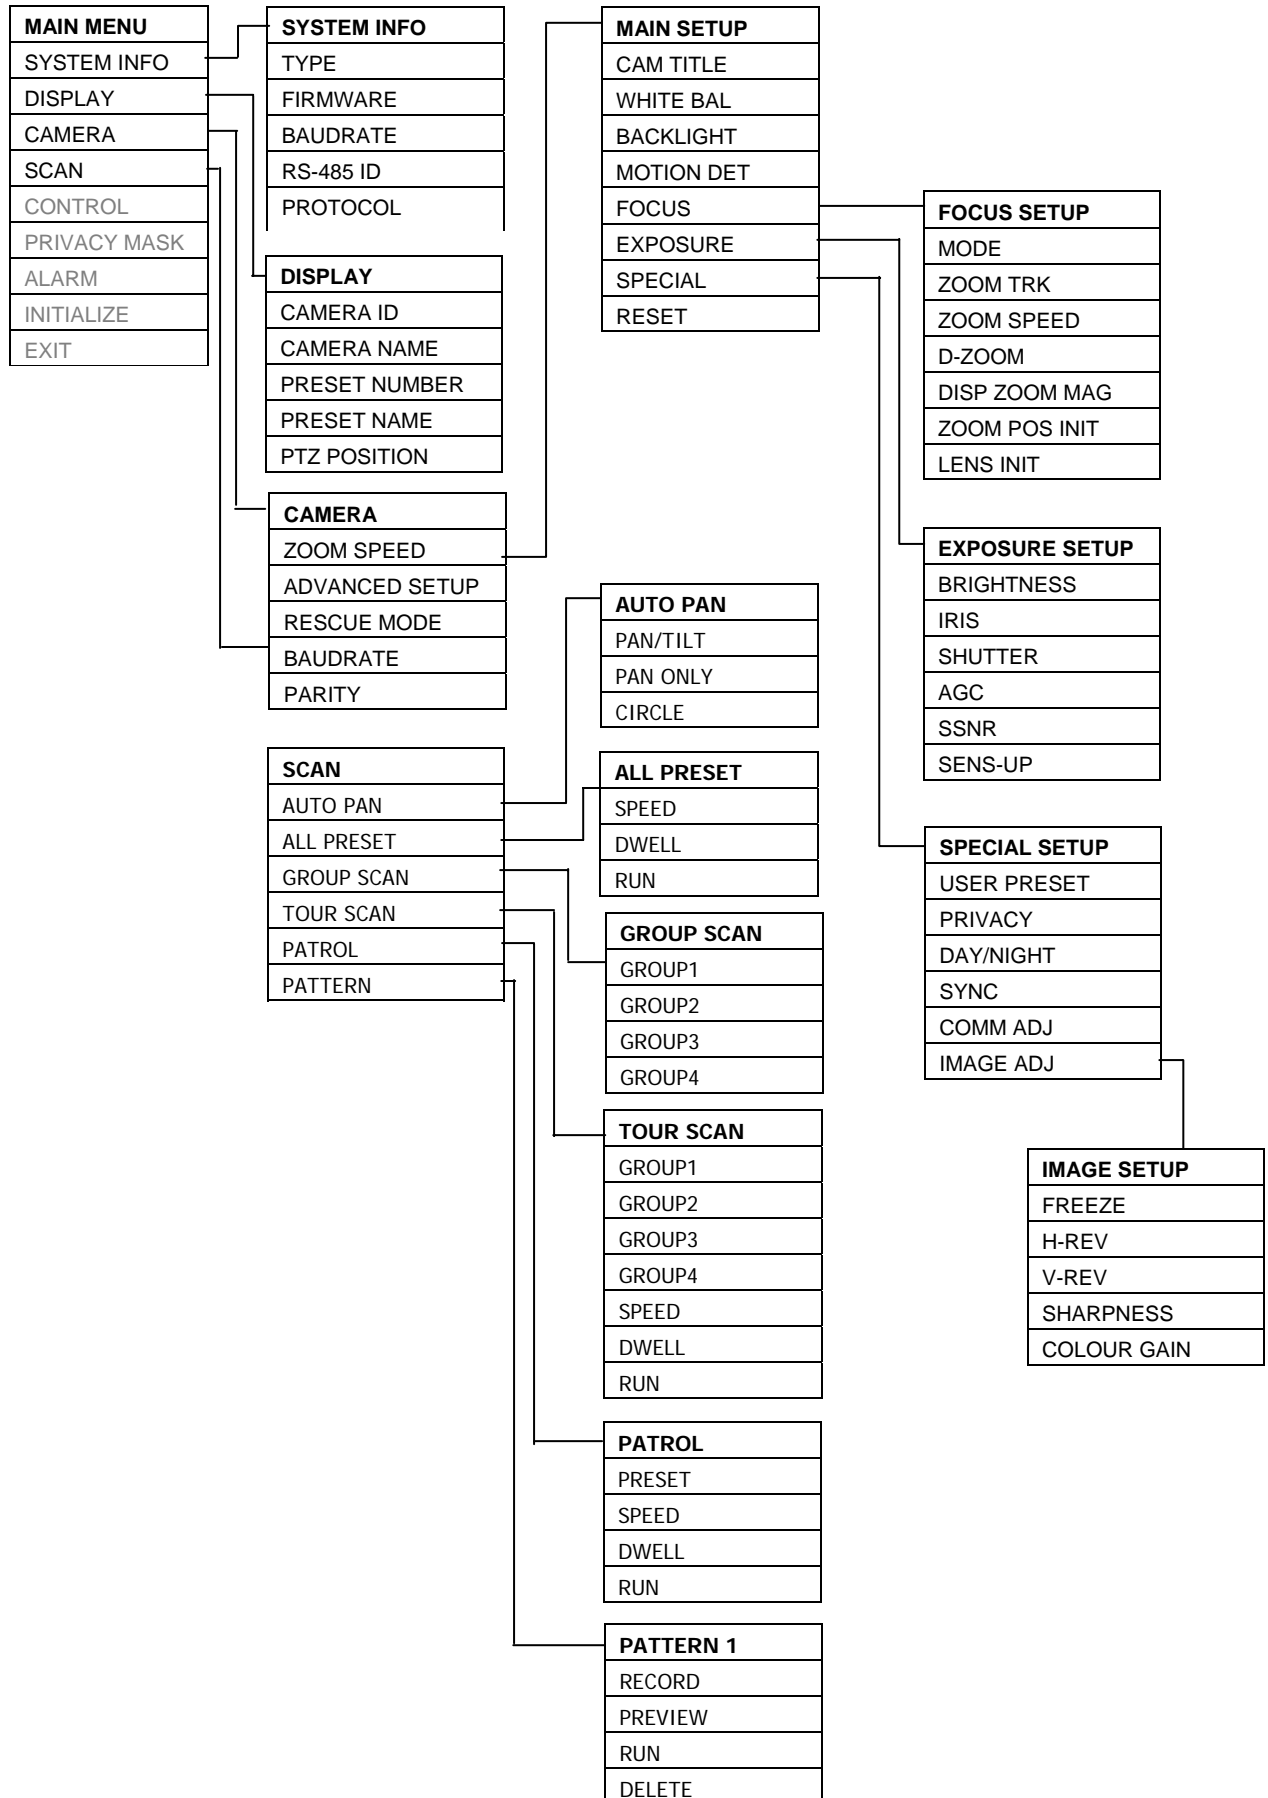 MAIN MENU
SYSTEM INFO
DISPLAY
CAMERA
SCAN
CONTROL
PRIVACY MASK
ALARM
INITIALIZE
EXIT
SYSTEM INFO
TYPE
FIRMWARE
BAUDRATE
RS-485 ID
PROTOCOL
DISPLAY
CAMERA ID
CAMERA NAME
PRESET NUMBER
PRESET NAME
PTZ POSITION
CAMERA
ZOOM SPEED
ADVANCED SETUP
RESCUE MODE
BAUDRATE
PARITY
SCAN
AUTO PAN
ALL PRESET
GROUP SCAN
TOUR SCAN
PATROL
PATTERN
MAIN SETUP
CAM TITLE
WHITE BAL
BACKLIGHT
MOTION DET
FOCUS
EXPOSURE
SPECIAL
RESET
AUTO PAN
PAN/TILT
PAN ONLY
CIRCLE
ALL PRESET
SPEED
DWELL
RUN
GROUP SCAN
GROUP1
GROUP2
GROUP3
GROUP4
TOUR SCAN
GROUP1
GROUP2
GROUP3
GROUP4
SPEED
DWELL
RUN
PATROL
PRESET
SPEED
DWELL
RUN
PATTERN 1
RECORD
PREVIEW
RUN
DELETE
FOCUS SETUP
MODE
ZOOM TRK
ZOOM SPEED
D-ZOOM
DISP ZOOM MAG
ZOOM POS INIT
LENS INIT
EXPOSURE SETUP
BRIGHTNESS
IRIS
SHUTTER
AGC
SSNR
SENS-UP
SPECIAL SETUP
USER PRESET
PRIVACY
DAY/NIGHT
SYNC
COMM ADJ
IMAGE ADJ
IMAGE SETUP
FREEZE
H-REV
V-REV
SHARPNESS
COLOUR GAIN